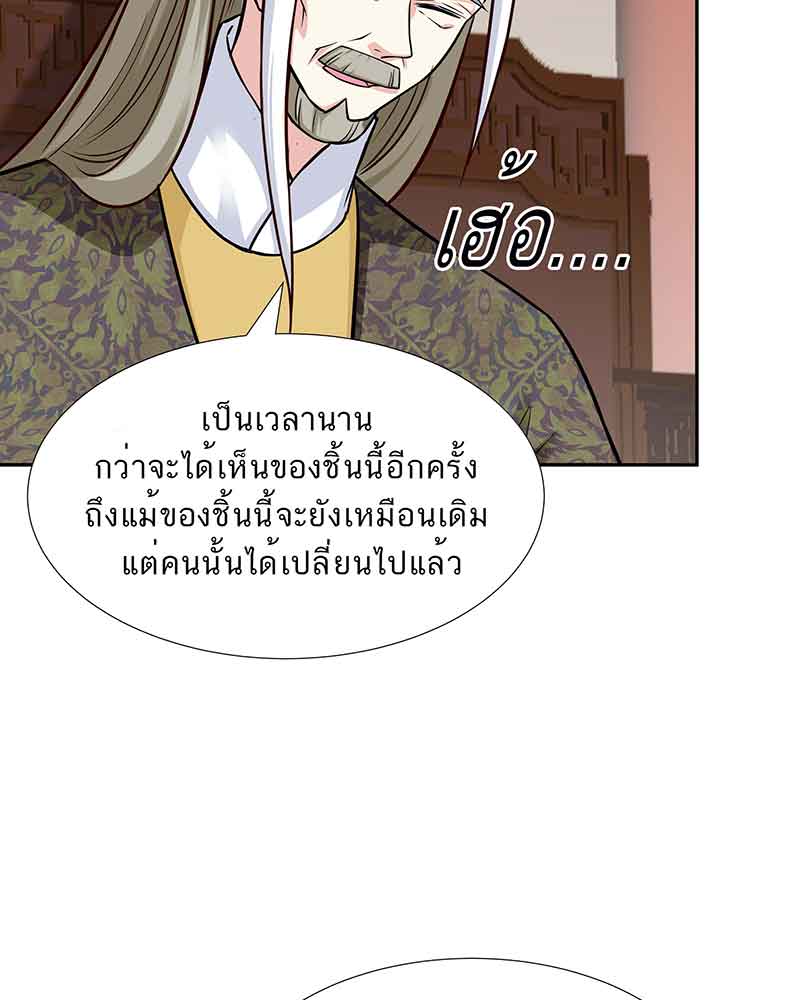 เฮ้อ....
เป็นเวลานาน
กว่าจะได้เห็นของชิ้นนี้อีกครั้ง
ถึงแม้ของชิ้นนี้จะยังเหมือนเดิม
แต่คนนั้นได้เปลี่ยนไปแล้ว